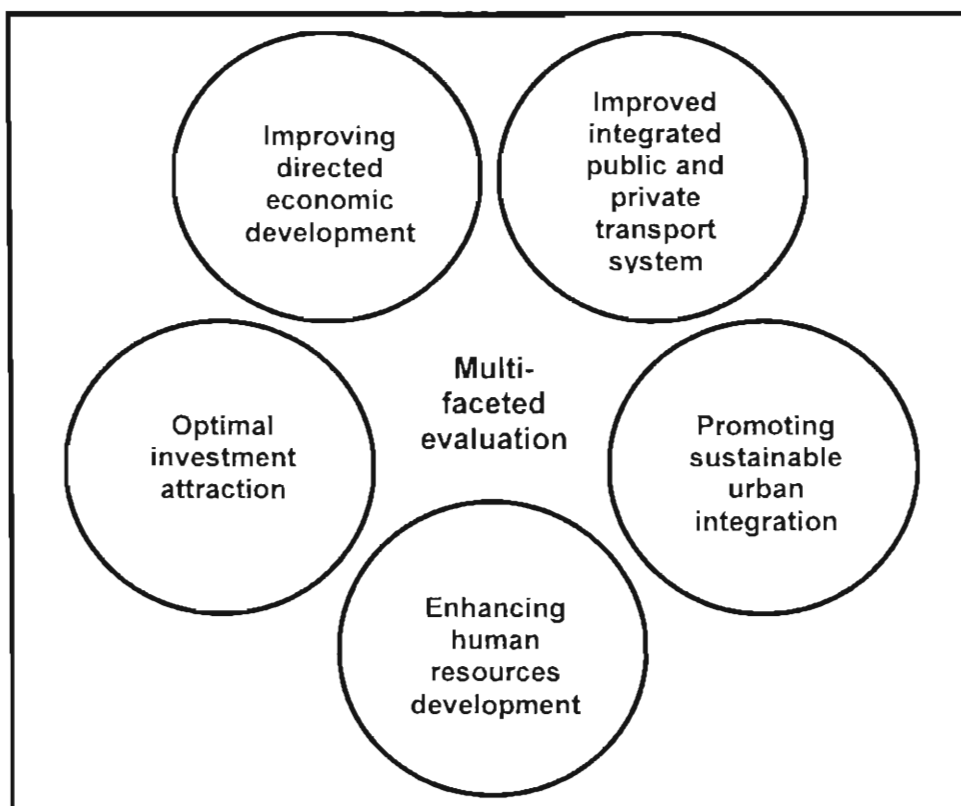 Improving
directed
economic
development
Improved
integrated
public and
private
transport
system
Multi-
faceted
evaluation
Optimal
investment
attraction
Promoting
sustainable
urban
integration
Enhancing
human
resources
development